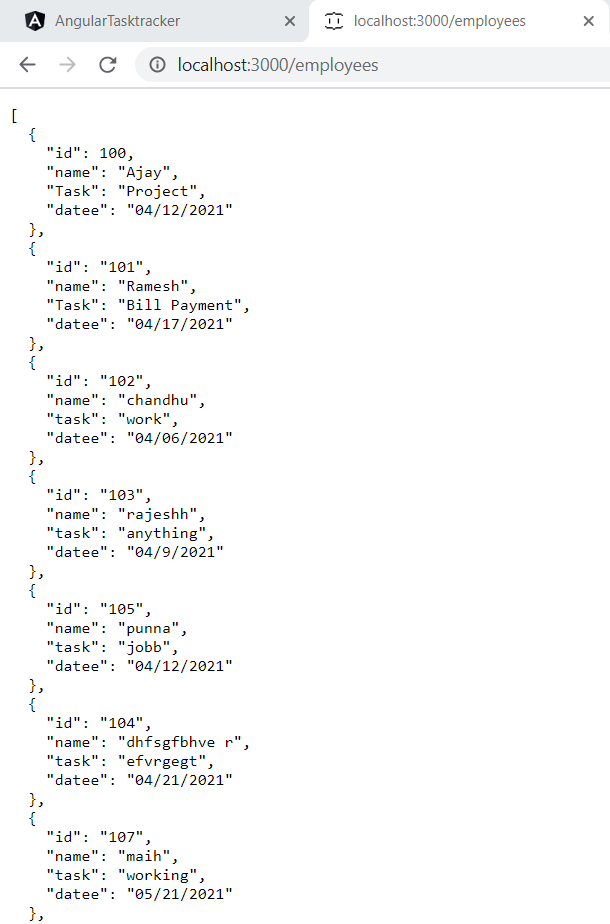 AngularTasktracker
localhost:3000/employees
localhost:3000/employees
[
  {
    "id": 100,
    "name": "Ajay",
    "Task": "Project",
    "datee": "04/12/2021"
  },
  {
    "id": "101",
    "name": "Ramesh",
    "Task": "Bill Payment",
    "datee": "04/17/2021"
  },
  {
    "id": "102",
    "name": "chandhu",
    "task": "work",
    "datee": "04/06/2021"
  },
  {
    "id": "103",
    "name": "rajeshh",
    "task": "anything",
    "datee": "04/9/2021"
  },
  {
    "id": "105",
    "name": "punna",
    "task": "jobb",
    "datee": "04/12/2021"
  },
  {
    "id": "104",
    "name": "dhfsgfbhve r",
    "task": "efvrgegt",
    "datee": "04/21/2021"
  },
  {
    "id": "107",
    "name": "maih",
    "task": "working",
    "datee": "05/21/2021"
  },